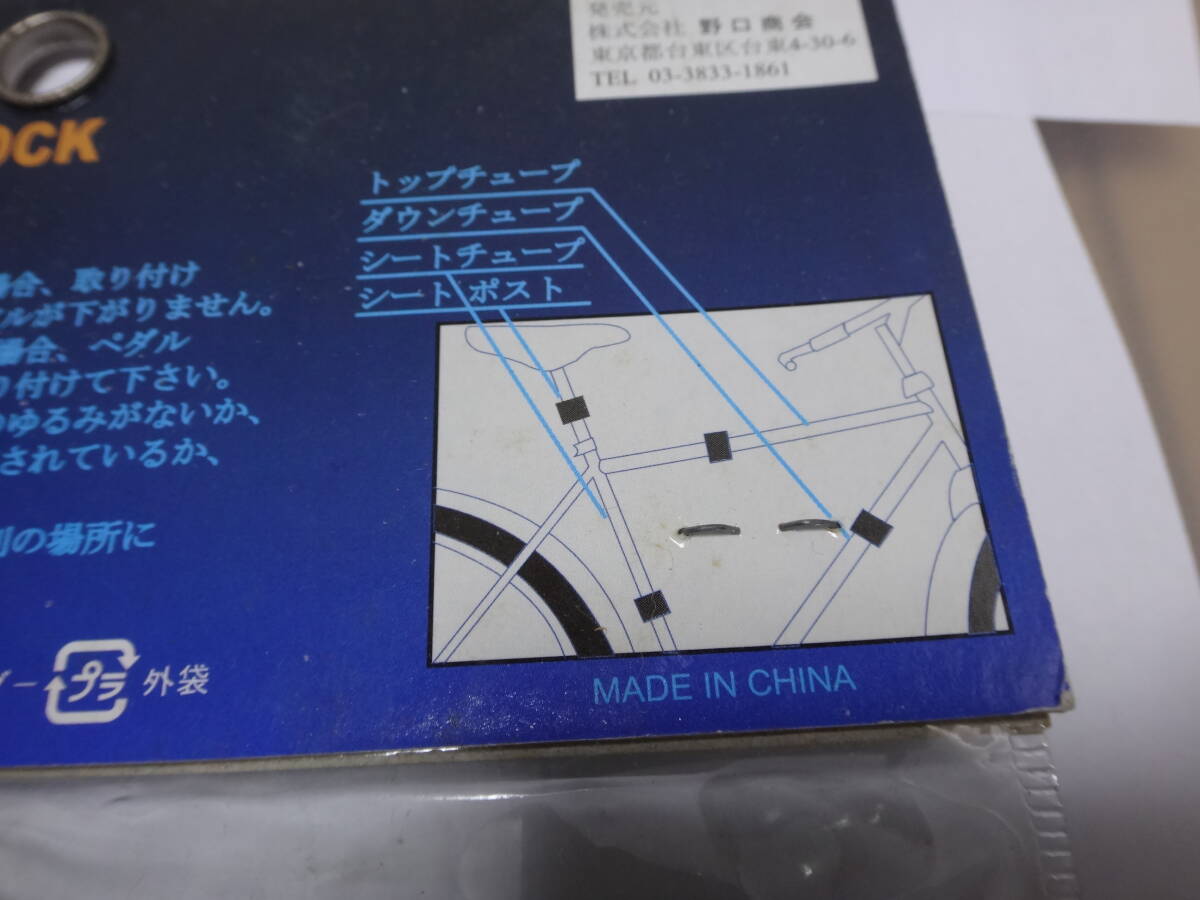 発売元
株式会社 野口商会
東京都台東区台東4-30-6
TEL 03-3833-1861
OCK
トップチューブ
ダウンチューブ
シートチューブ
シート ポスト
場合、取り付け
ルが下がりません。
場合、ペダル
り付けて下さい。
のゆるみがないか、
されているか、
別の場所に
プラ 外袋
MADE IN CHINA